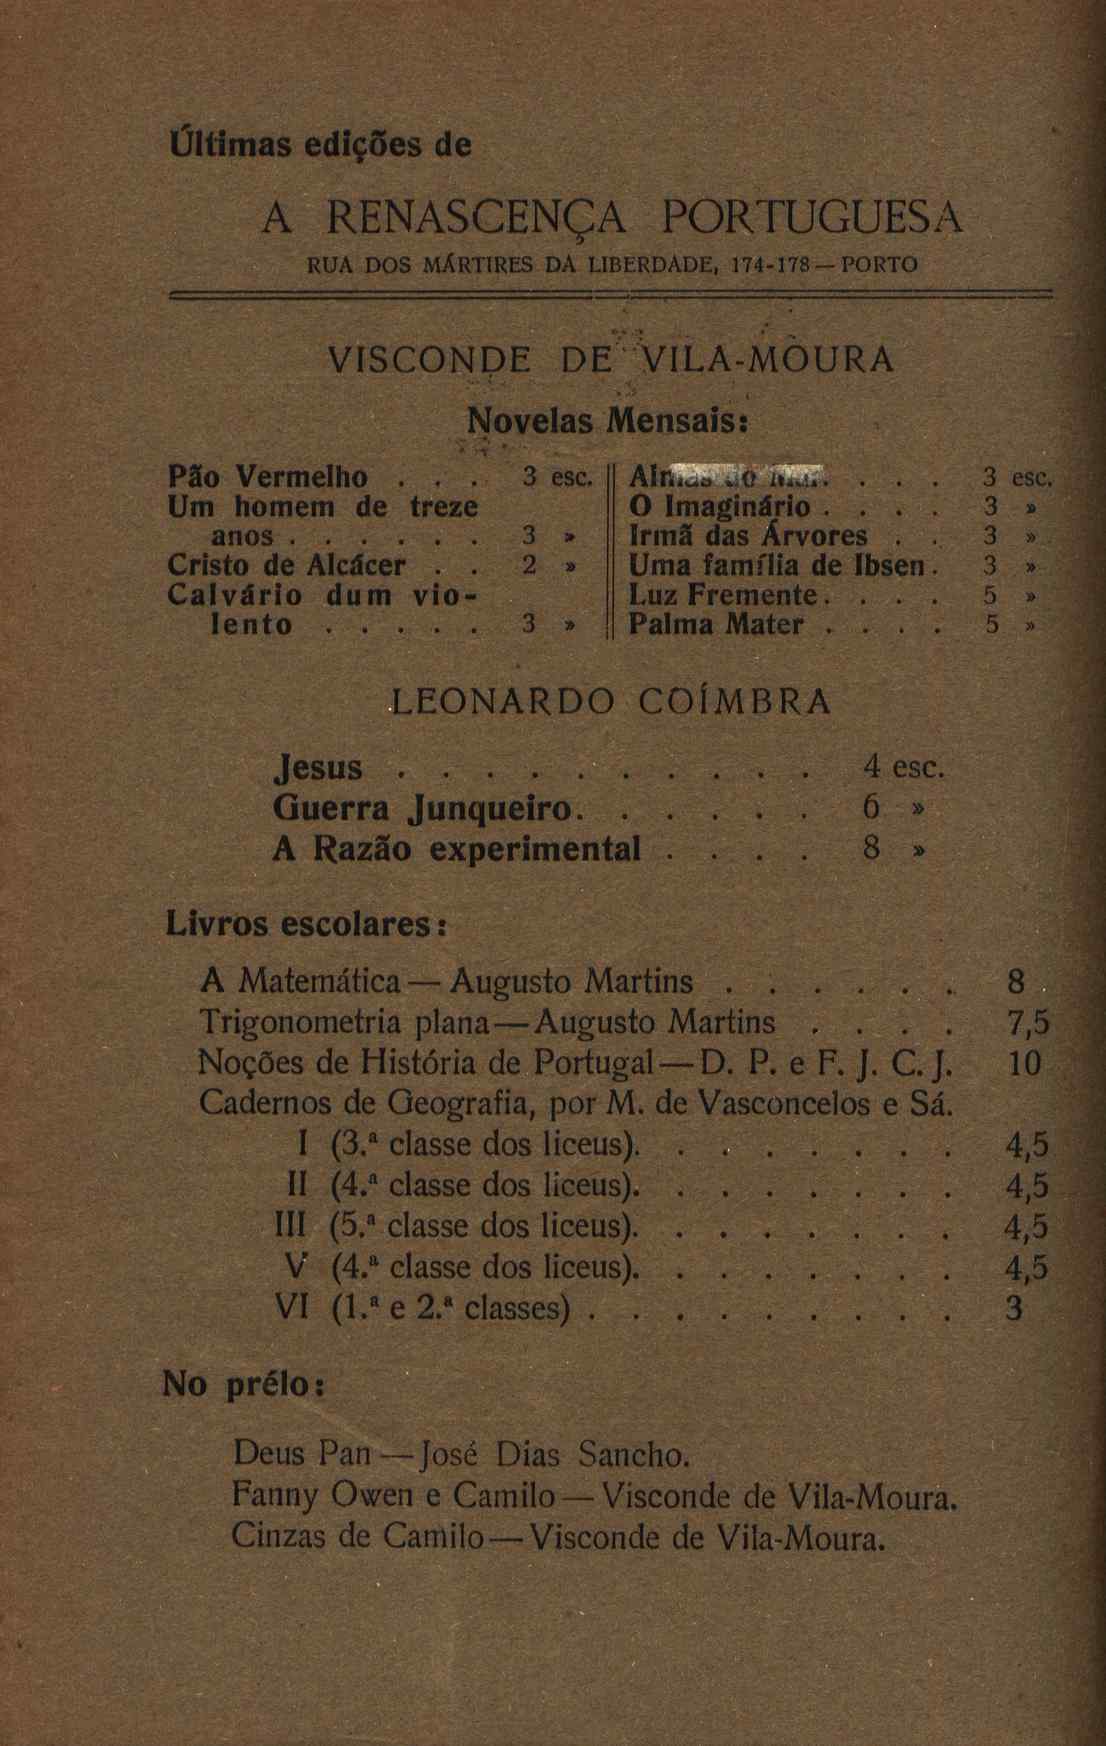 Últimas edições de
A RENASCENÇA PORTUGUESA
RUA DOS MÁRTIRES DA LIBERDADE, 174-178 — PORTO
VISCONDE DE VILA-MOURA
Novelas Mensais:
Pão Vermelho . . . 3 esc.
Um homem de treze
anos . . . . . . 3 »
Cristo de Alcácer . . 2 »
Calvário dum vio-
lento . . . . . 3 »
do . . . . 3 esc.
O Imaginário . . . . 3 »
Irmã das Árvores . . 3 »
Uma família de Ibsen . 3 »
Luz Fremente . . . . 5 »
Palma Mater . . . . 5 »
LEONARDO COÍMBRA
Jesus . . . . . . . . . . 4 esc.
Guerra Junqueiro . . . . . . 6 »
A Razão experimental . . . . 8 »
Livros escolares:
A Matemática — Augusto Martins . . . . . . 8
Trigonometria plana — Augusto Martins . . . . 7,5
Noções de História de Portugal — D. P. e F. J. C. J. 10
Cadernos de Geografia, por M. de Vasconcelos e Sá.
I (3.ª classe dos liceus). . . . . . . . 4,5
II (4.ª classe dos liceus). . . . . . . . 4,5
III (5.ª classe dos liceus). . . . . . . . 4,5
V (4.ª classe dos liceus). . . . . . . . 4,5
VI (1.ª e 2.ª classes) . . . . . . . . . 3
No prélo:
Deus Pan — José Dias Sancho.
Fanny Owen e Camilo — Visconde de Vila-Moura.
Cinzas de Camilo — Visconde de Vila-Moura.